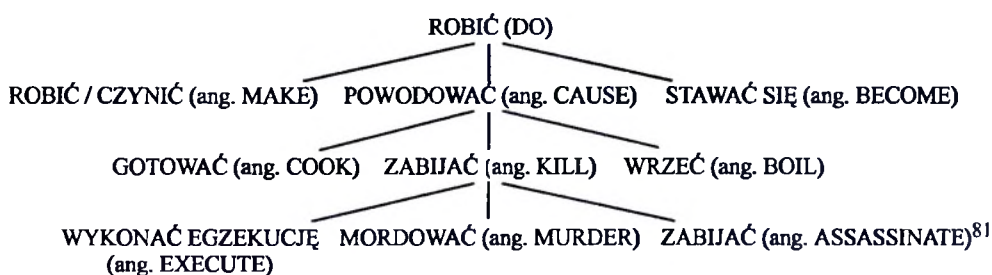 ROBIĆ (DO)
ROBIĆ / CZYNIĆ (ang. MAKE) POWODOWAĆ (ang. CAUSE) STAWAĆ SIĘ (ang. BECOME)
GOTOWAĆ (ang. COOK) ZABIJAĆ (ang. KILL) WRZEĆ (ang. BOIL)
WYKONAĆ EGZEKUCJĘ MORDOWAĆ (ang. MURDER) ZABIJAĆ (ang. ASSASSINATE)81
(ang. EXECUTE)